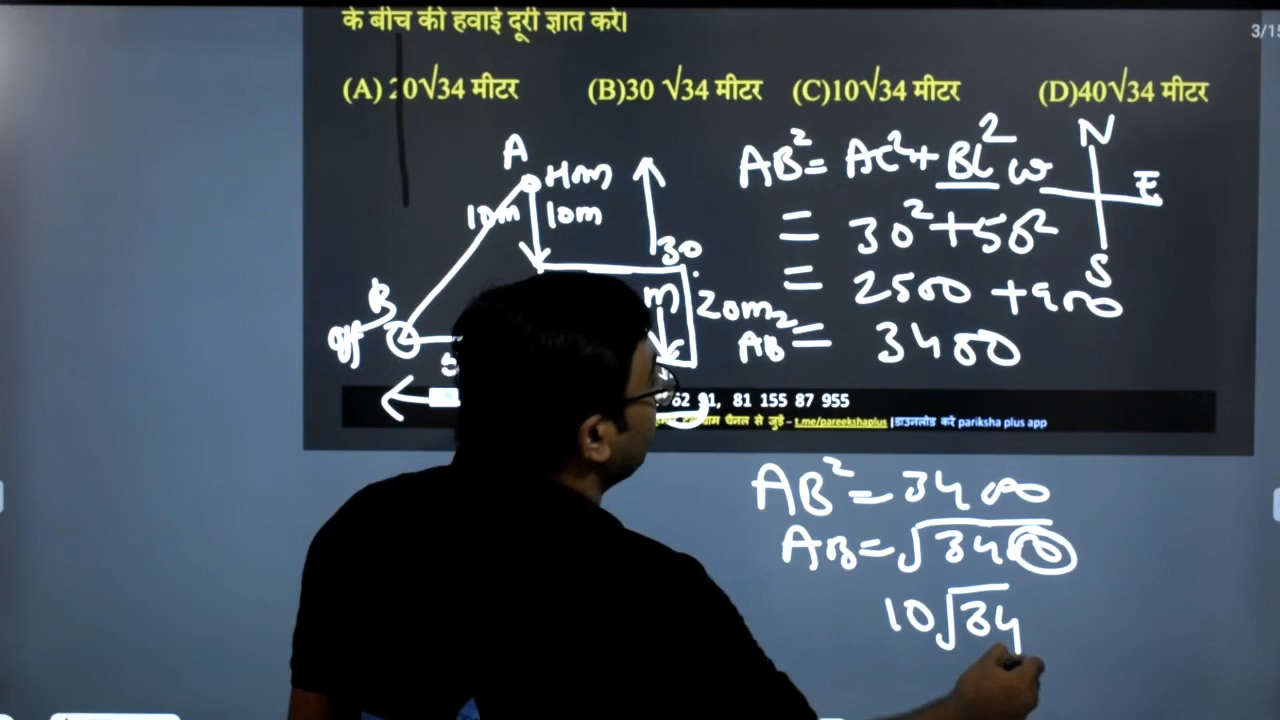 के बीच की हवाई दूरी ज्ञात करे।
3/15
(A) 20√34 मीटर (B)30 √34 मीटर (C)10√34 मीटर (D)40√34 मीटर
A
10m
10m
30
20m
B
N
W E
S
AB²= AC²+ BC²
= 30²+50²
= 2500 +900
AB²= 3400
91, 81 155 87 955
चैनल से जुड़ें – t.me/pareekshaplus |डाउनलोड करे pariksha plus app
AB²=3400
AB=√3400
10√34